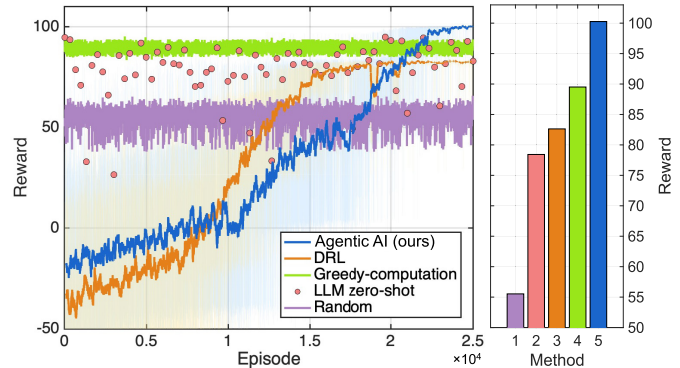 100
50
0
-50
Reward
0
0.5
1
1.5
2
2.5
Episode
×10⁴
Agentic AI (ours)
DRL
Greedy-computation
LLM zero-shot
Random
100
95
90
85
80
75
70
65
60
55
50
Reward
1 2 3 4 5
Method